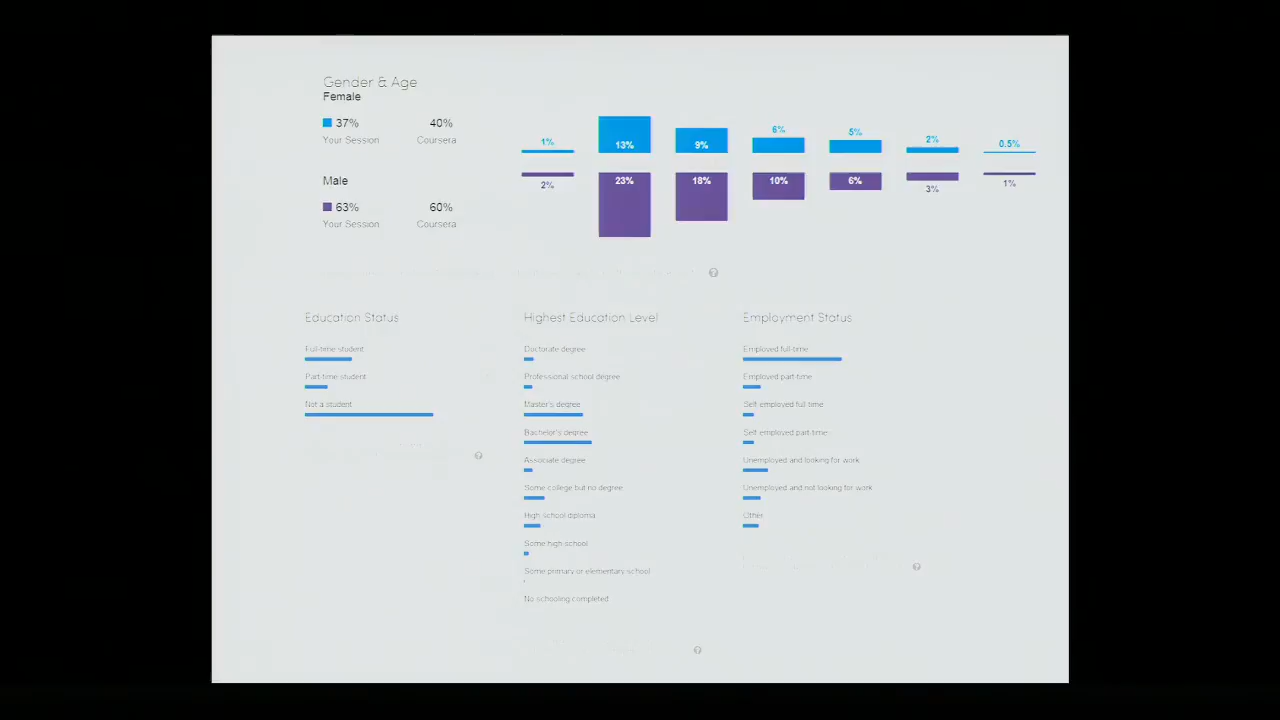 Gender & Age
Female
37% 40%
Your Session Coursera
1% 13% 9% 6% 5% 2% 0.5%
Male
63% 60%
Your Session Coursera
2% 23% 18% 10% 6% 3% 1%
?
Education Status
Full-time student
Part-time student
Not a student
?
Highest Education Level
Doctorate degree
Professional school degree
Master's degree
Bachelor's degree
Associate degree
Some college but no degree
High school diploma
Some high school
Some primary or elementary school
No schooling completed
?
Employment Status
Employed full-time
Employed part-time
Self employed full time
Self employed part-time
Unemployed and looking for work
Unemployed and not looking for work
Other
?